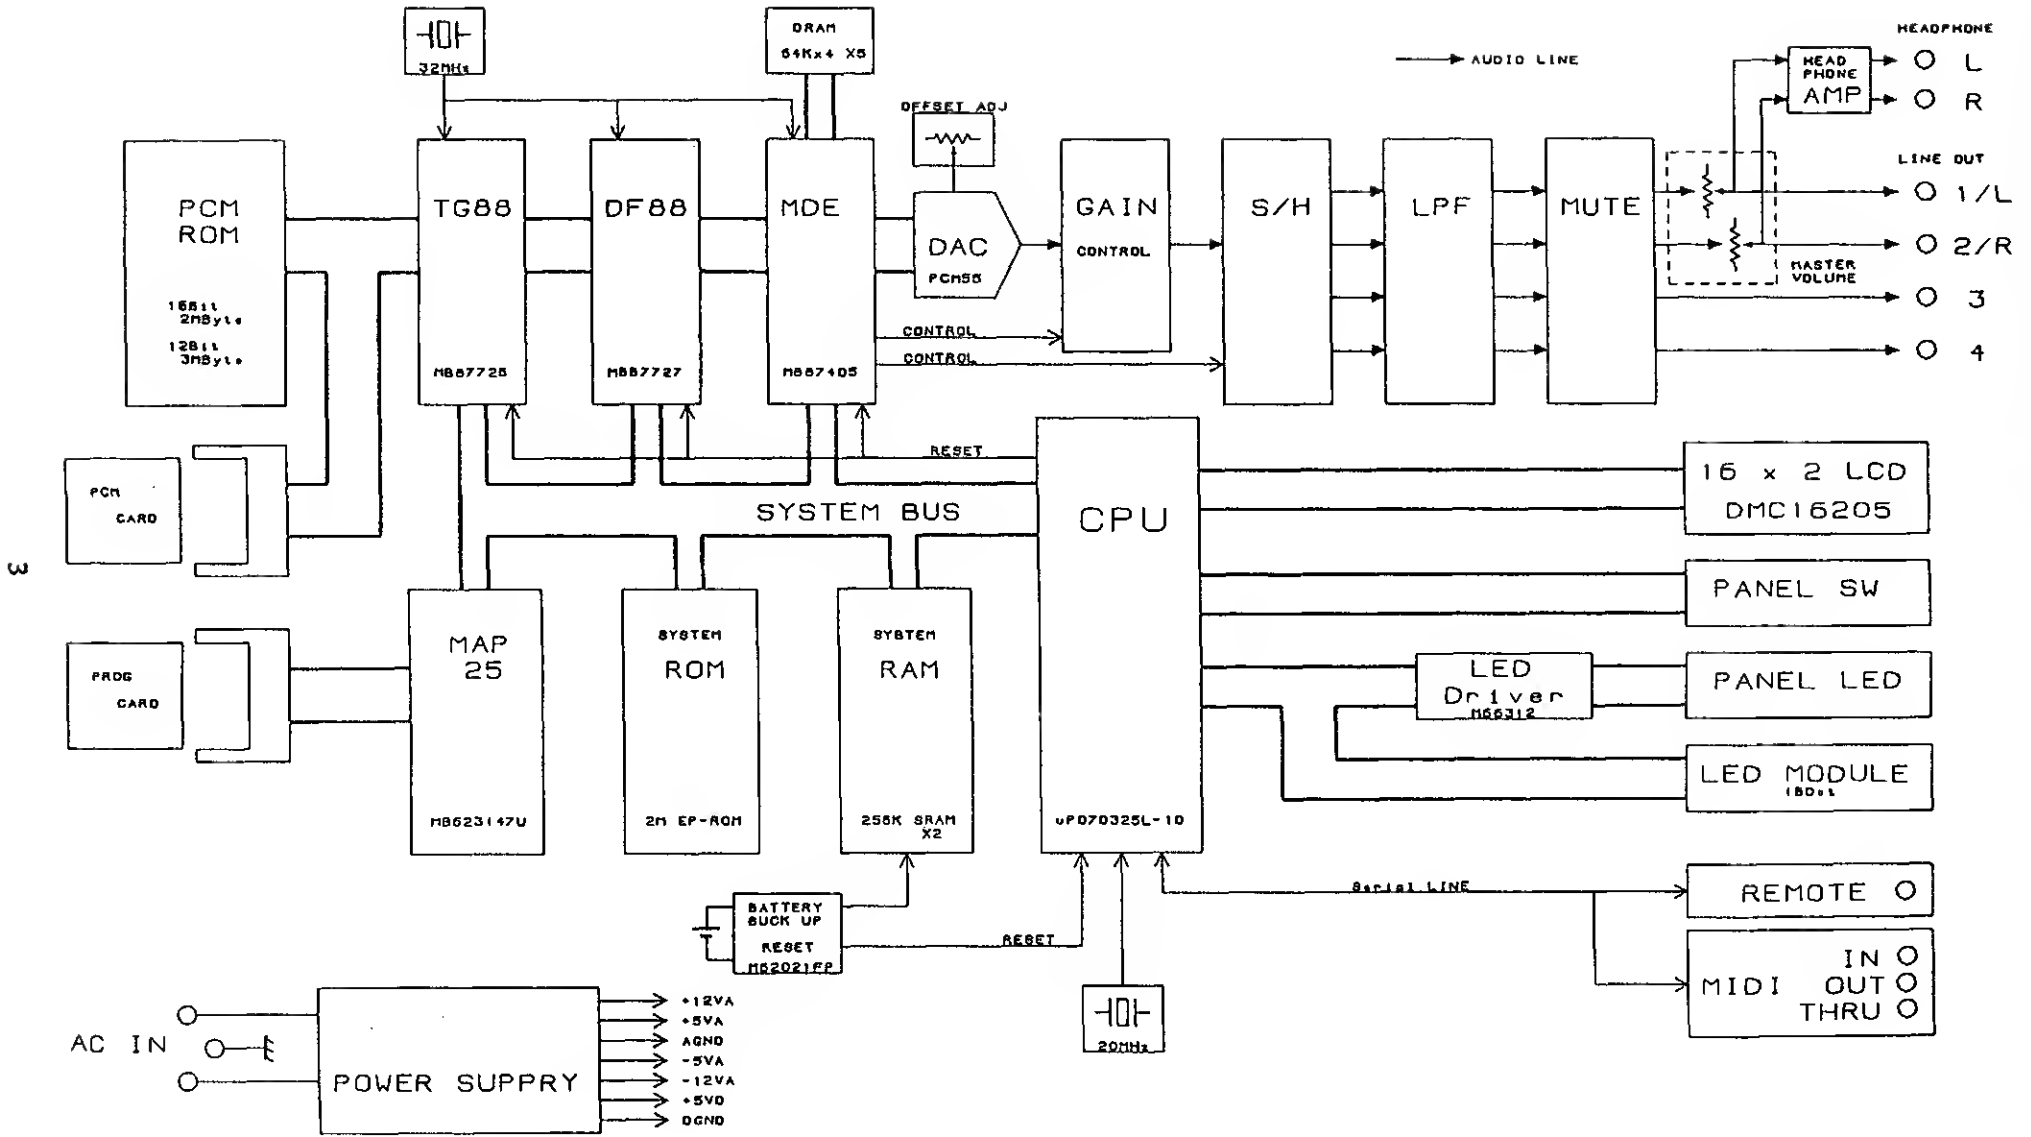 32MHz
DRAM
64Kx4 X5
AUDIO LINE
HEADPHONE
HEAD
PHONE
AMP
L
R
OFFSET ADJ
PCM
ROM
16Bit
2MByte
12Bit
3MByte
TG88
MB87726
DF88
MB87727
MDE
MB87405
DAC
PCM56
GAIN
CONTROL
CONTROL
CONTROL
S/H
LPF
MUTE
MASTER
VOLUME
LINE OUT
1/L
2/R
3
4
RESET
SYSTEM BUS
CPU
uPD70325L-10
16 x 2 LCD
DMC16205
PCM
CARD
3
PANEL SW
PROG
CARD
MAP
25
MB623147U
SYSTEM
ROM
2M EP-ROM
SYSTEM
RAM
256K SRAM
X2
LED
Driver
M66312
PANEL LED
LED MODULE
18Dot
Serial LINE
REMOTE
BATTERY
BUCK UP
RESET
M62021FP
RESET
20MHz
MIDI
IN
OUT
THRU
AC IN
POWER SUPPRY
+12VA
+5VA
AGND
-5VA
-12VA
+5VD
DGND